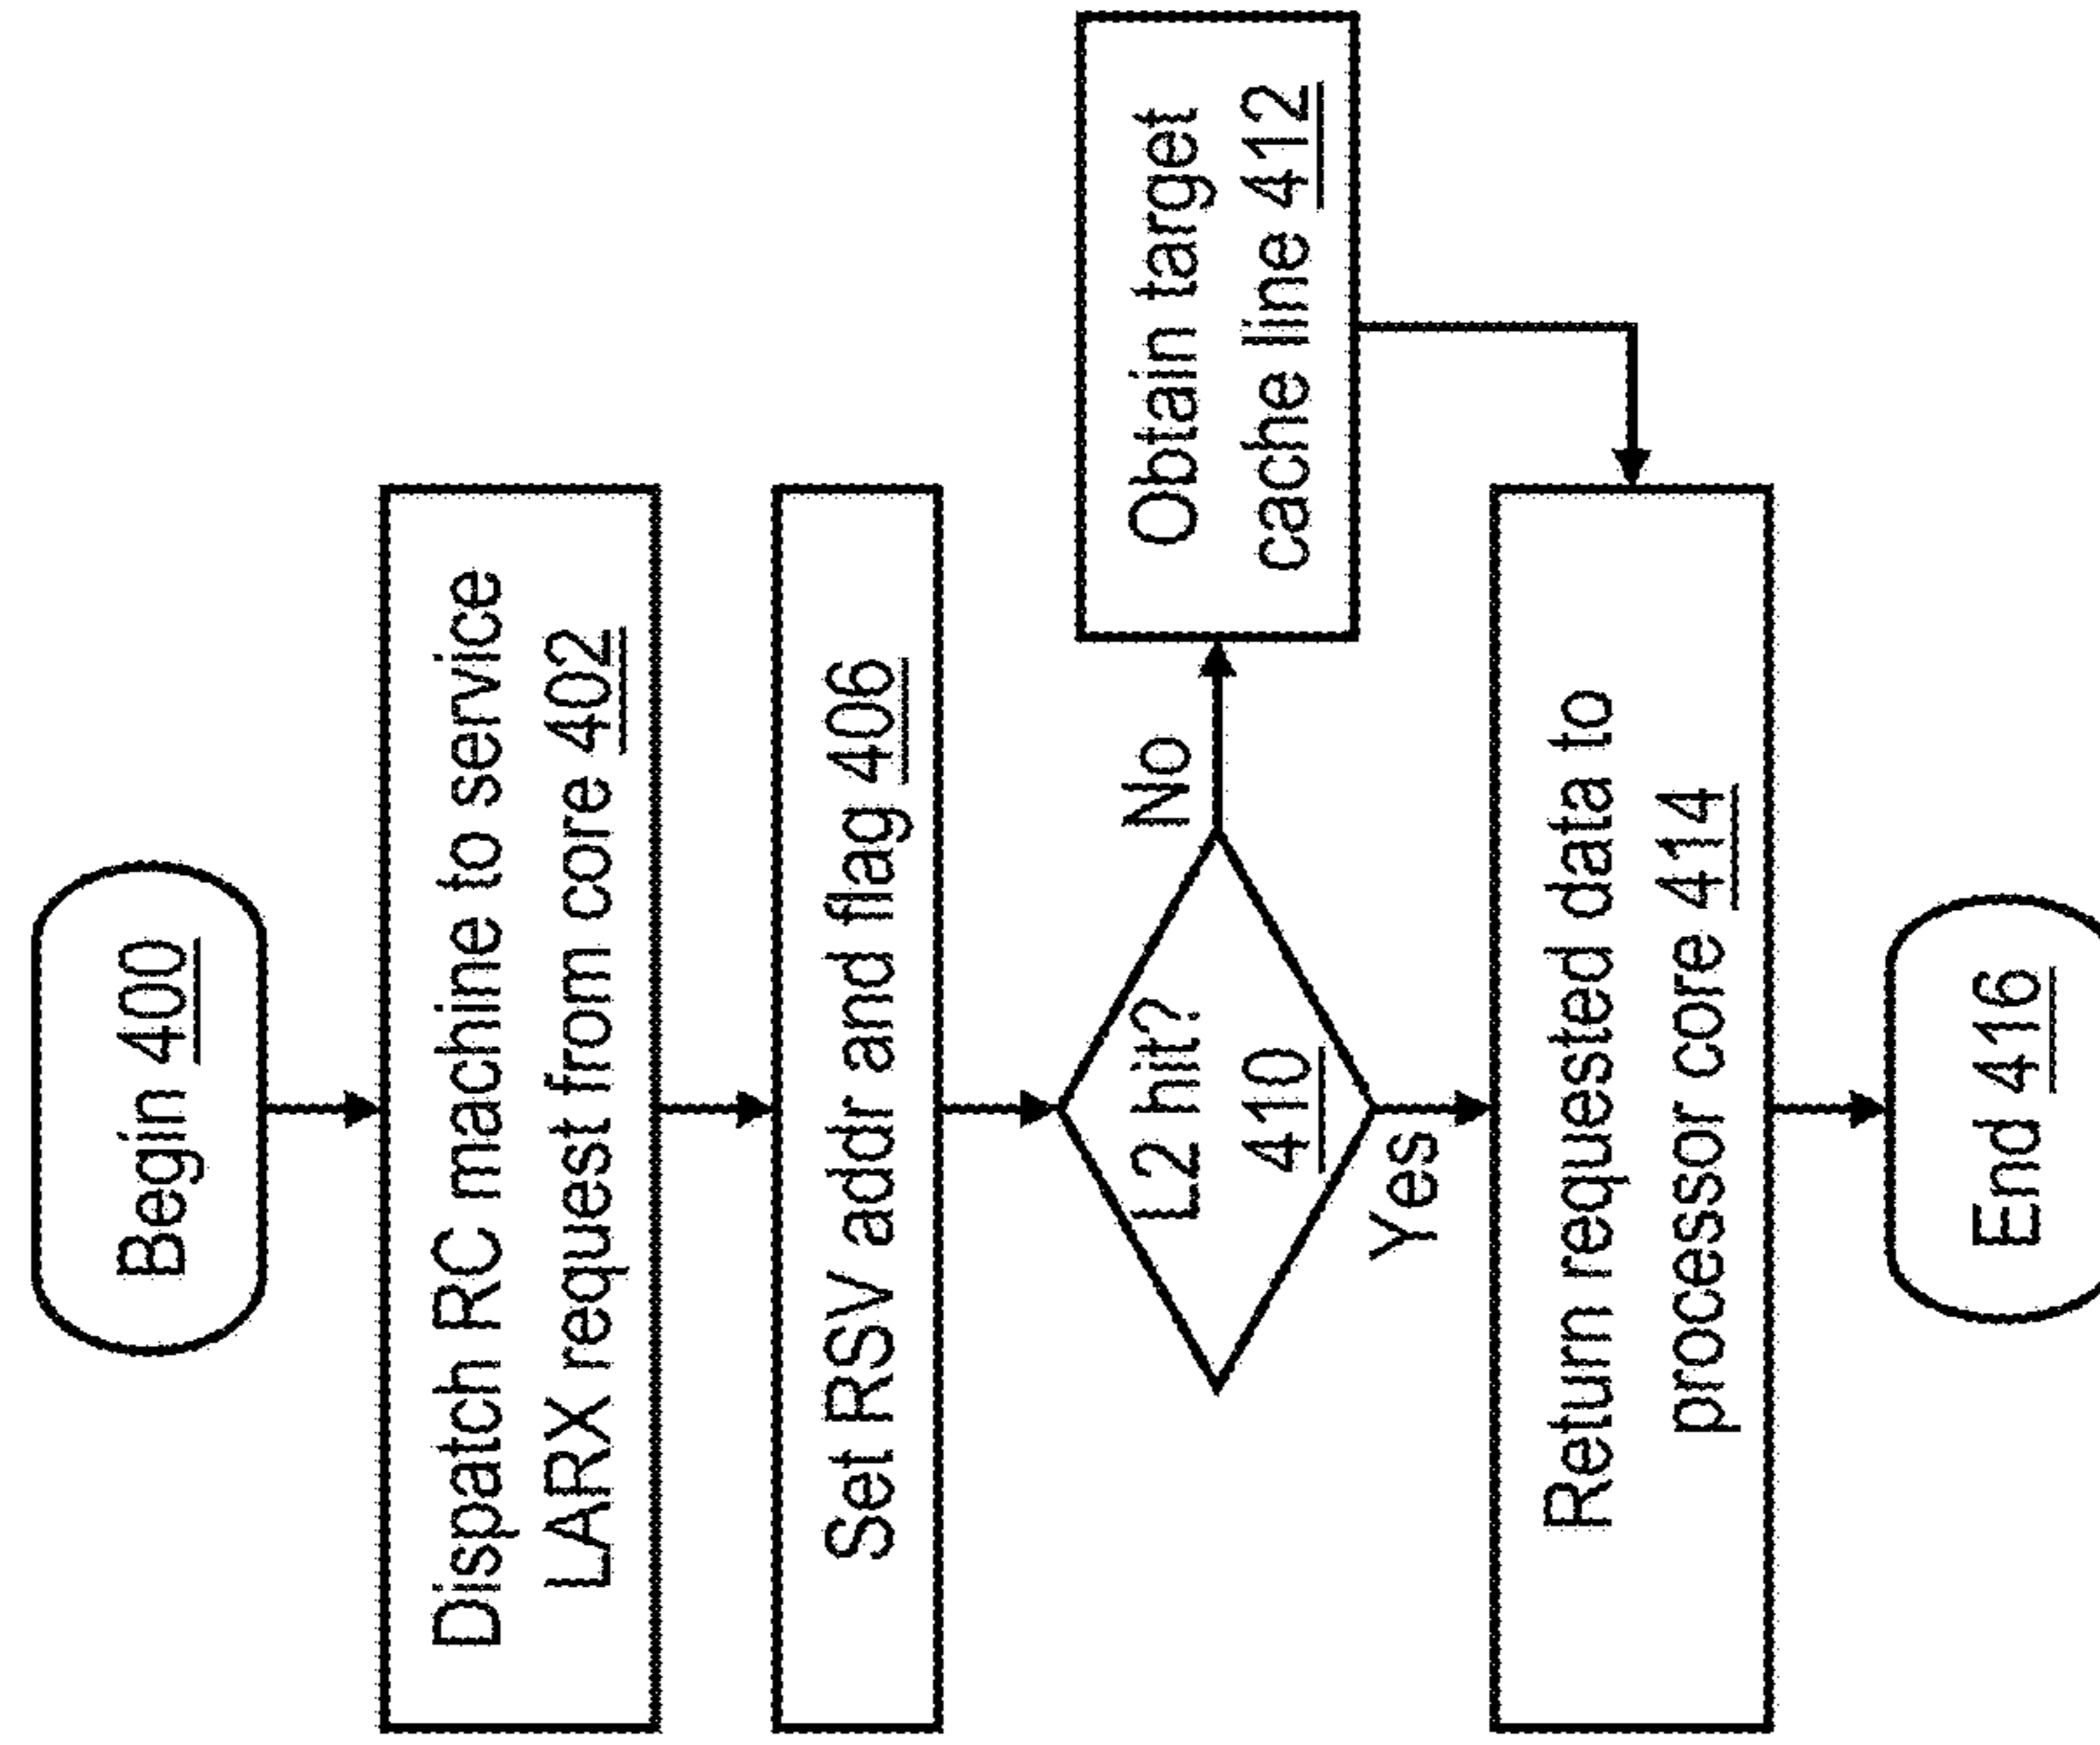 Begin 400
Dispatch RC machine to service
LARX request from core 402
Set RSV addr and flag 406
L2 hit?
410
No
Obtain target
cache line 412
Yes
Return requested data to
processor core 414
End 416